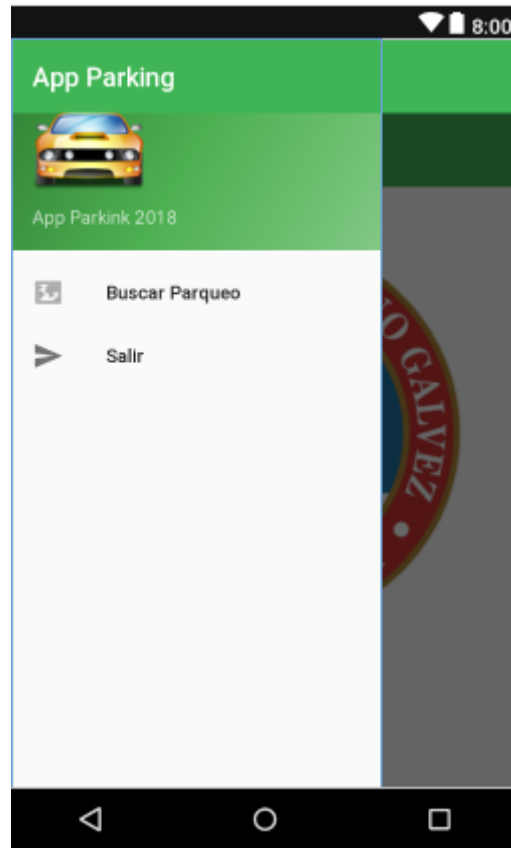 8:00
App Parking
App Parkink 2018
Buscar Parqueo
Salir
O GALVEZ